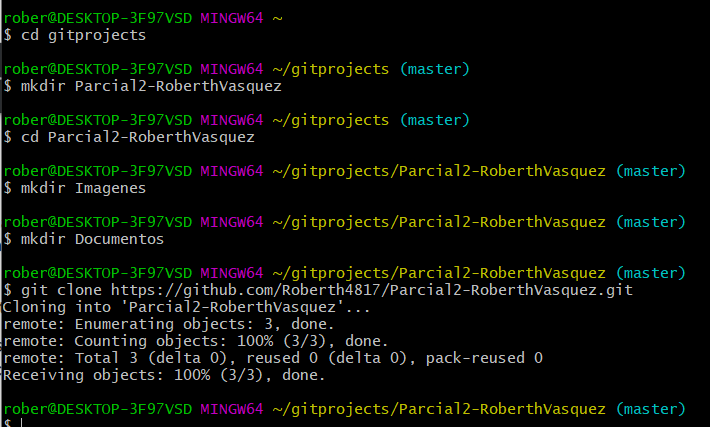 rober@DESKTOP-3F97VSD MINGW64 ~
$ cd gitprojects
rober@DESKTOP-3F97VSD MINGW64 ~/gitprojects (master)
$ mkdir Parcial2-RoberthVasquez
rober@DESKTOP-3F97VSD MINGW64 ~/gitprojects (master)
$ cd Parcial2-RoberthVasquez
rober@DESKTOP-3F97VSD MINGW64 ~/gitprojects/Parcial2-RoberthVasquez (master)
$ mkdir Imagenes
rober@DESKTOP-3F97VSD MINGW64 ~/gitprojects/Parcial2-RoberthVasquez (master)
$ mkdir Documentos
rober@DESKTOP-3F97VSD MINGW64 ~/gitprojects/Parcial2-RoberthVasquez (master)
$ git clone https://github.com/Roberth4817/Parcial2-RoberthVasquez.git
Cloning into 'Parcial2-RoberthVasquez'...
remote: Enumerating objects: 3, done.
remote: Counting objects: 100% (3/3), done.
remote: Total 3 (delta 0), reused 0 (delta 0), pack-reused 0
Receiving objects: 100% (3/3), done.
rober@DESKTOP-3F97VSD MINGW64 ~/gitprojects/Parcial2-RoberthVasquez (master)
$